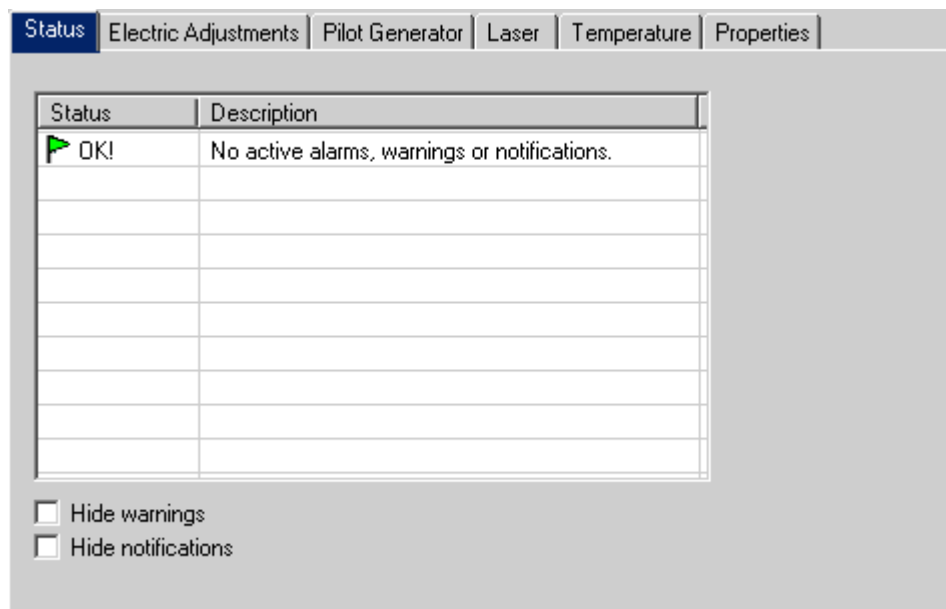 Status Electric Adjustments Pilot Generator Laser Temperature Properties
Status Description
OK! No active alarms, warnings or notifications.
Hide warnings
Hide notifications